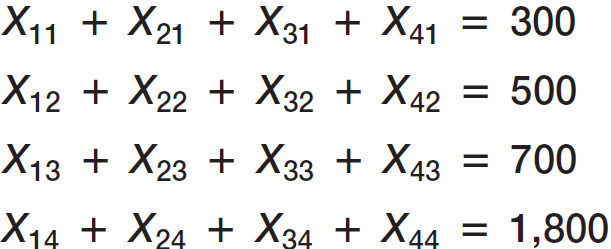 X₁₁ + X₂₁ + X₃₁ + X₄₁ = 300
X₁₂ + X₂₂ + X₃₂ + X₄₂ = 500
X₁₃ + X₂₃ + X₃₃ + X₄₃ = 700
X₁₄ + X₂₄ + X₃₄ + X₄₄ = 1,800